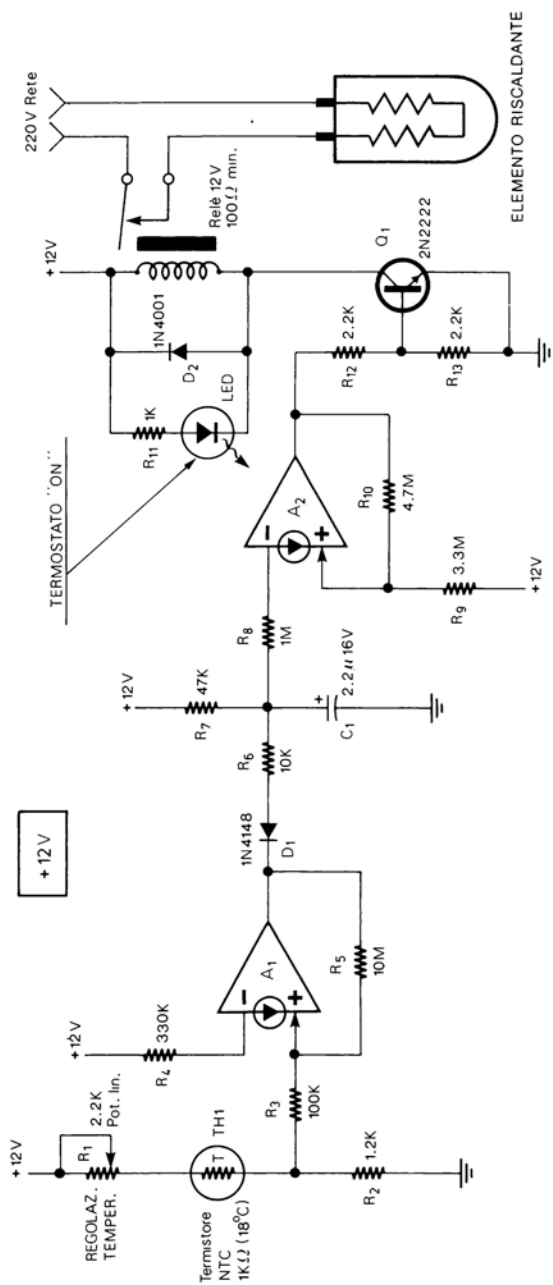 +12V
REGOLAZ.
TEMPER.
R1
2.2K
Pot. lin.
Termistore
NTC
1KΩ (18°C)
T
TH1
R2
1.2K
R3
100K
+12V
R4
330K
A1
−
+
R5
10M
+12V
1N4148
D1
R6
10K
+12V
R7
47K
+
C1
2.2µ 16V
R8
1M
A2
−
+
R10
4.7M
R9
3.3M
+12V
TERMOSTATO "ON"
R11
1K
LED
D2
1N4001
+12V
Relè 12V
100Ω min.
R12
2.2K
R13
2.2K
Q1
2N2222
220V Rete
ELEMENTO RISCALDANTE